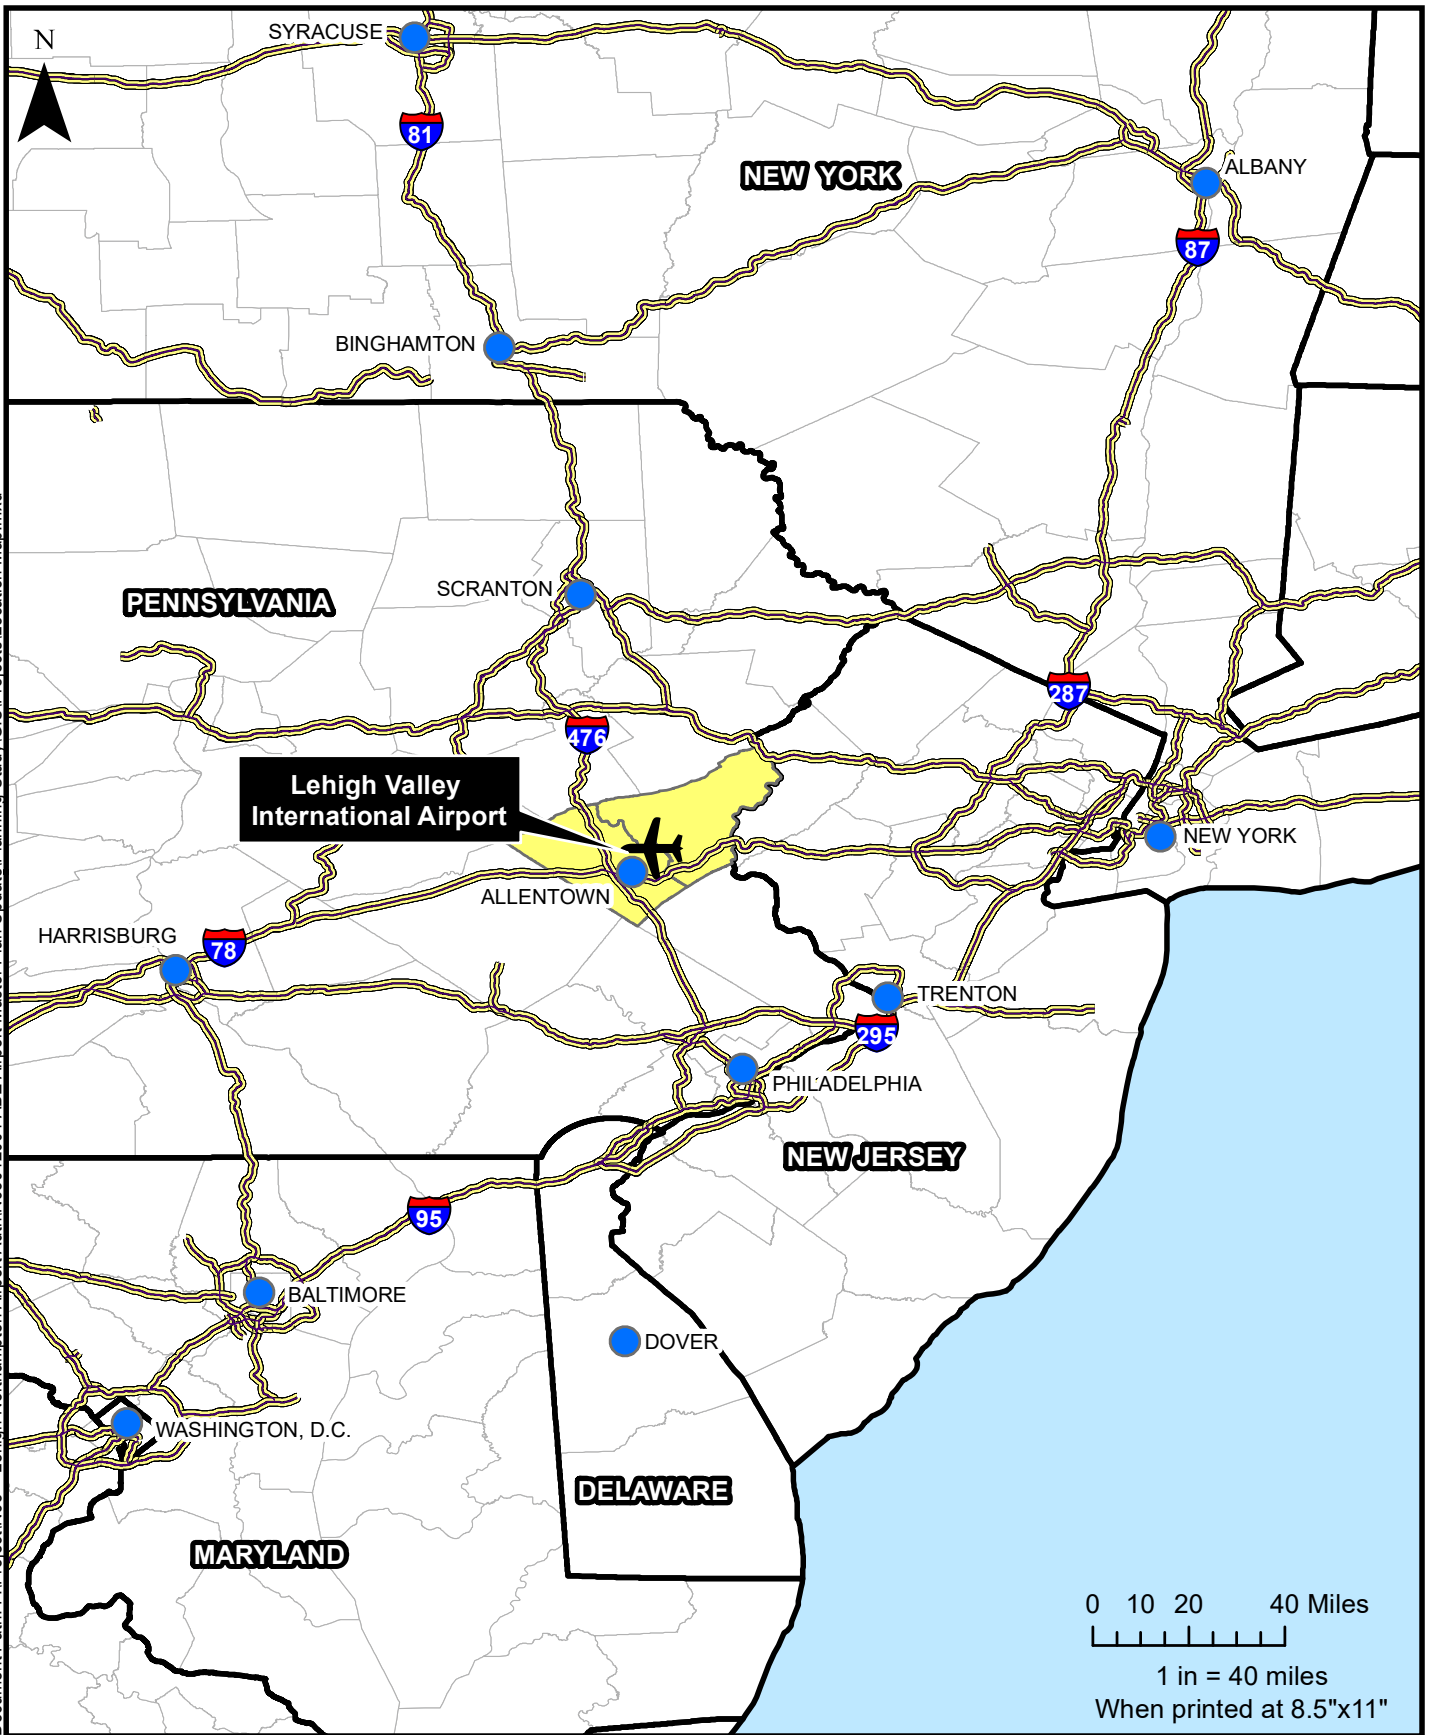 SYRACUSE
N
81
NEW YORK
ALBANY
87
BINGHAMTON
SCRANTON
PENNSYLVANIA
287
476
Lehigh Valley
International Airport
NEW YORK
ALLENTOWN
HARRISBURG
78
TRENTON
295
PHILADELPHIA
NEW JERSEY
95
BALTIMORE
DOVER
WASHINGTON, D.C.
DELAWARE
MARYLAND
0 10 20 40 Miles
1 in = 40 miles
When printed at 8.5"x11"